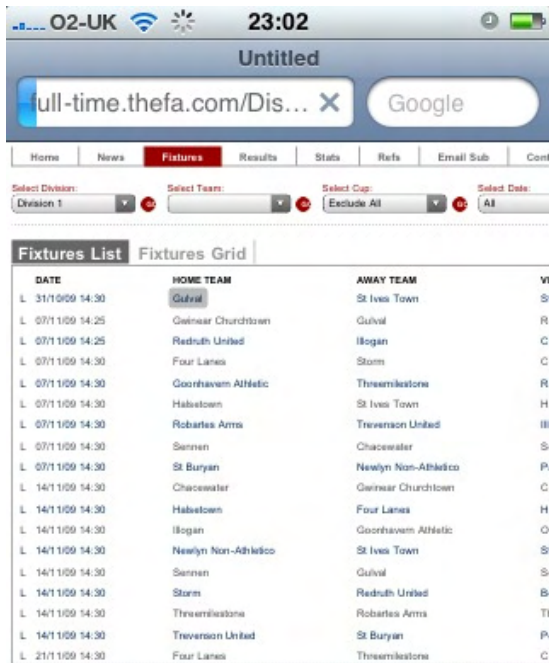 O2-UK 23:02
Untitled
full-time.thefa.com/Dis... Google
Home News Fixtures Results Stats Refs Email Sub
Select Division: Select Team: Select Cup: Select Date:
Division 1 Exclude All All
Fixtures List Fixtures Grid
DATE HOME TEAM AWAY TEAM
L 31/10/09 14:30 Gulval St Ives Town
L 07/11/09 14:25 Gwinear Churchtown Gulval
L 07/11/09 14:25 Redruth United Illogan
L 07/11/09 14:30 Four Lanes Storm
L 07/11/09 14:30 Goonhavern Athletic Threemilestone
L 07/11/09 14:30 Halsetown St Ives Town
L 07/11/09 14:30 Robartes Arms Trevenson United
L 07/11/09 14:30 Sennen Chacewater
L 07/11/09 14:30 St Buryan Newlyn Non-Athletico
L 14/11/09 14:30 Chacewater Gwinear Churchtown
L 14/11/09 14:30 Halsetown Four Lanes
L 14/11/09 14:30 Illogan Goonhavern Athletic
L 14/11/09 14:30 Newlyn Non-Athletico St Ives Town
L 14/11/09 14:30 Sennen Gulval
L 14/11/09 14:30 Storm Redruth United
L 14/11/09 14:30 Threemilestone Robartes Arms
L 14/11/09 14:30 Trevenson United St Buryan
L 21/11/09 14:30 Four Lanes Threemilestone